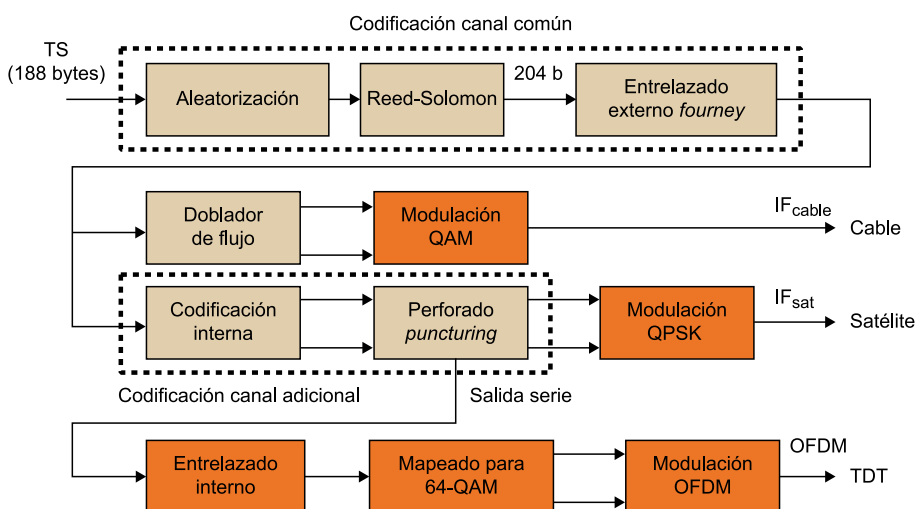 Codificación canal común
TS
(188 bytes)
Aleatorización
Reed-Solomon
204 b
Entrelazado
externo fourney
Doblador
de flujo
Modulación
QAM
IFcable
Cable
Codificación
interna
Perforado
puncturing
Modulación
QPSK
IFsat
Satélite
Codificación canal adicional
Salida serie
Entrelazado
interno
Mapeado para
64-QAM
Modulación
OFDM
OFDM
TDT